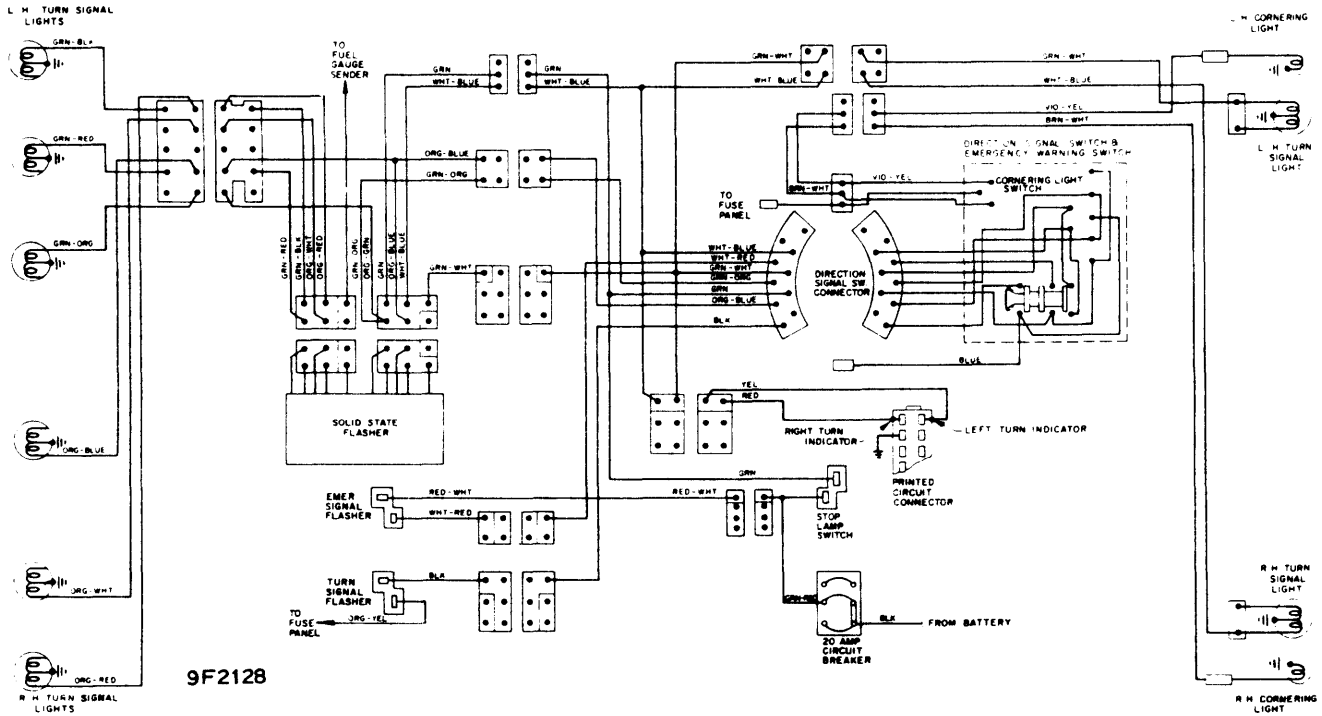 L H TURN SIGNAL
LIGHTS
GRN-BLK
GRN-RED
GRN-ORG
ORG-BLUE
ORG-WHT
ORG-RED
R H TURN SIGNAL
LIGHTS
9F2128
TO
FUEL
GAUGE
SENDER
GRN
WHT-BLUE
GRN
WHT-BLUE
ORG-BLUE
GRN-ORG
GRN-RED
GRN-BLK
ORG-WHT
ORG-RED
GRN-ORG
ORG-GRN
GRN
ORG-BLUE
WHT-BLUE
GRN-WHT
SOLID STATE
FLASHER
EMER
SIGNAL
FLASHER
RED-WHT
WHT-RED
TURN
SIGNAL
FLASHER
BLK
TO
FUSE
PANEL
ORG-YEL
GRN-WHT
WHT BLUE
GRN-WHT
WHT-BLUE
VIO-YEL
BRN-WHT
L H CORNERING
LIGHT
L H TURN
SIGNAL
LIGHT
DIRECTION SIGNAL SWITCH &
EMERGENCY WARNING SWITCH
CORNERING LIGHT
SWITCH
BRN-WHT
VIO-YEL
TO
FUSE
PANEL
WHT-BLUE
WHT-RED
GRN-WHT
GRN-ORG
GRN
ORG-BLUE
BLK
DIRECTION
SIGNAL SW.
CONNECTOR
BLUE
YEL
RED
RIGHT TURN
INDICATOR
LEFT TURN INDICATOR
PRINTED
CIRCUIT
CONNECTOR
GRN
RED-WHT
STOP
LAMP
SWITCH
BLK
FROM BATTERY
20 AMP
CIRCUIT
BREAKER
R H TURN
SIGNAL
LIGHT
R H CORNERING
LIGHT